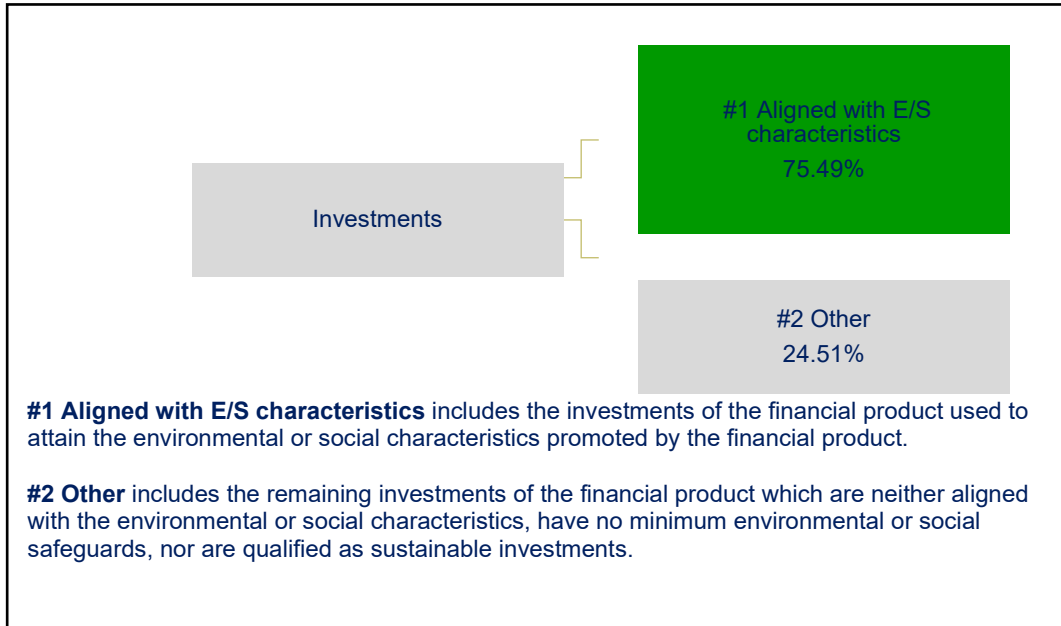 #1 Aligned with E/S
characteristics
75.49%
Investments
#2 Other
24.51%
#1 Aligned with E/S characteristics includes the investments of the financial product used to
attain the environmental or social characteristics promoted by the financial product.
#2 Other includes the remaining investments of the financial product which are neither aligned
with the environmental or social characteristics, have no minimum environmental or social
safeguards, nor are qualified as sustainable investments.